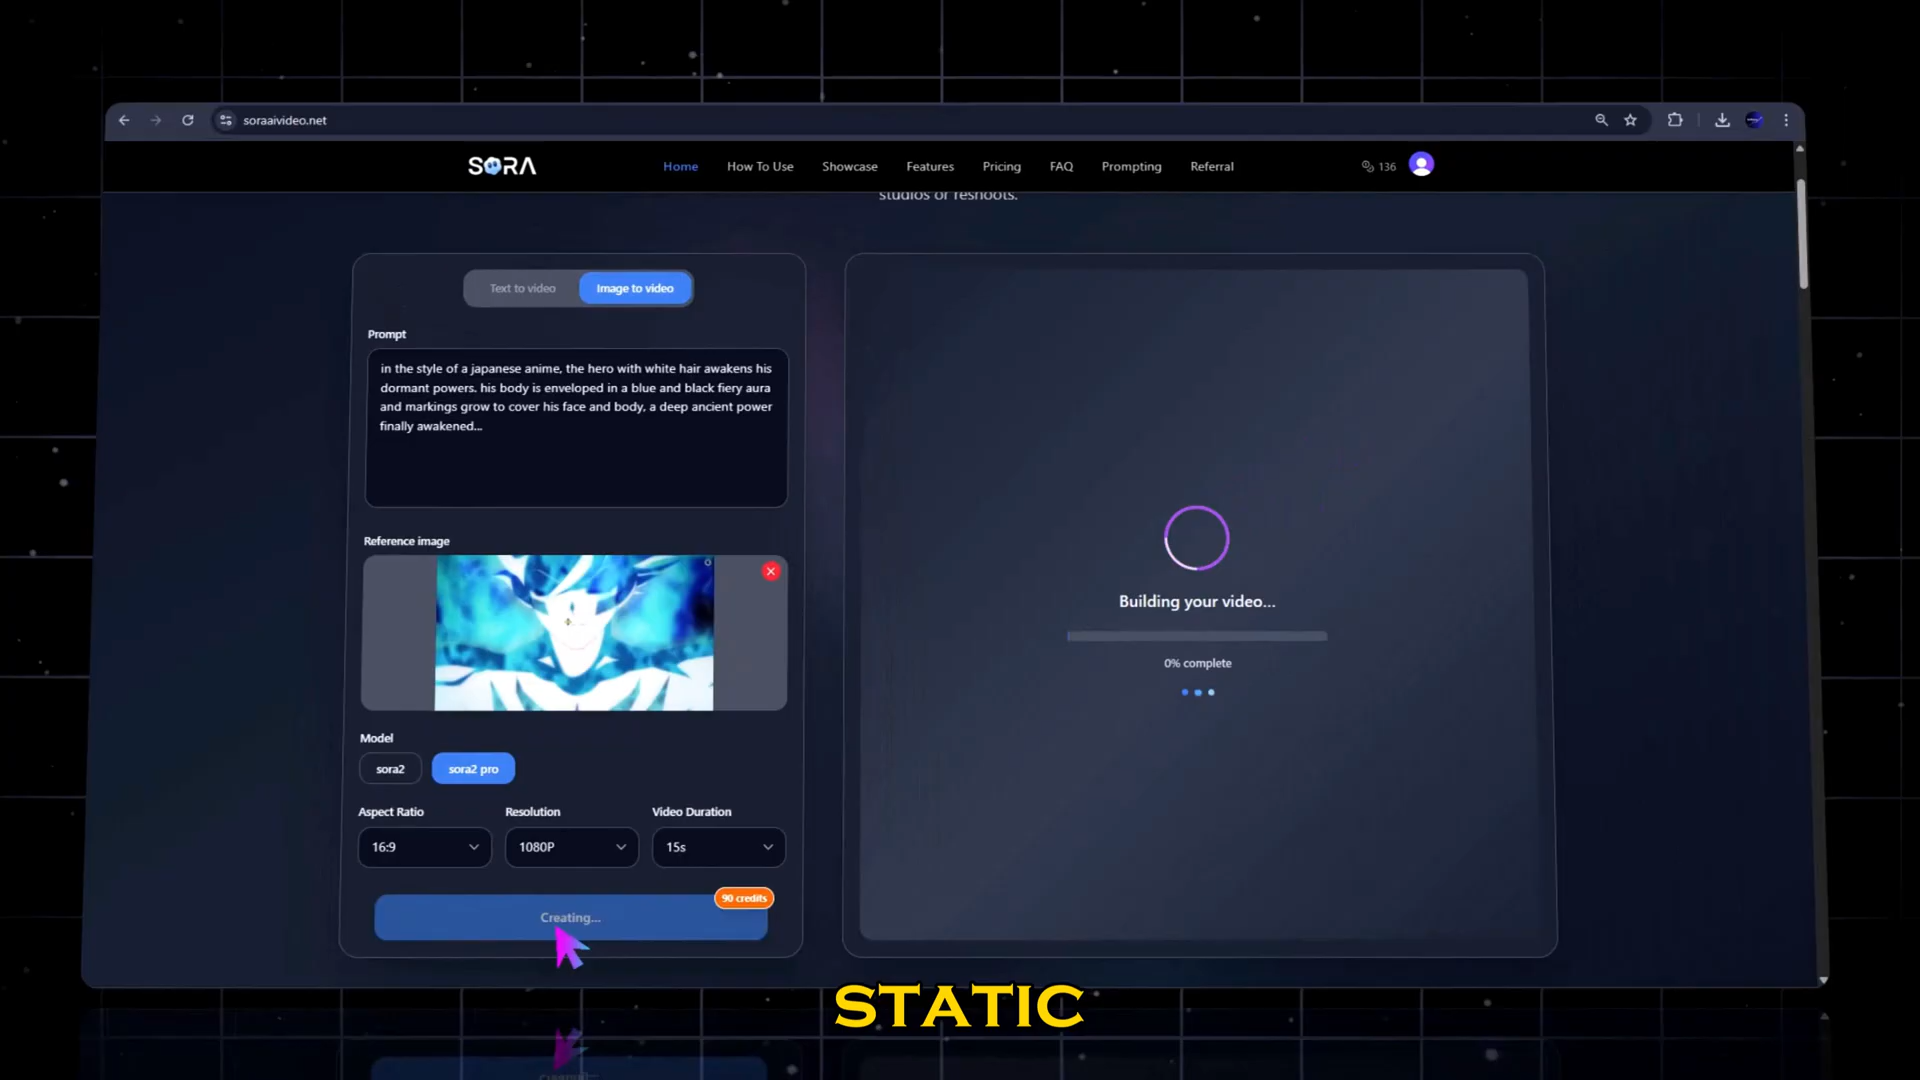 soraaivideo.net
SORA
Home How To Use Showcase Features Pricing FAQ Prompting Referral
136
studios or reshoots.
Text to video Image to video
Prompt
in the style of a japanese anime, the hero with white hair awakens his
dormant powers. his body is enveloped in a blue and black fiery aura
and markings grow to cover his face and body, a deep ancient power
finally awakened...
Reference image
Model
sora2 sora2 pro
Aspect Ratio Resolution Video Duration
16:9 1080P 15s
90 credits
Creating...
Building your video...
0% complete
STATIC